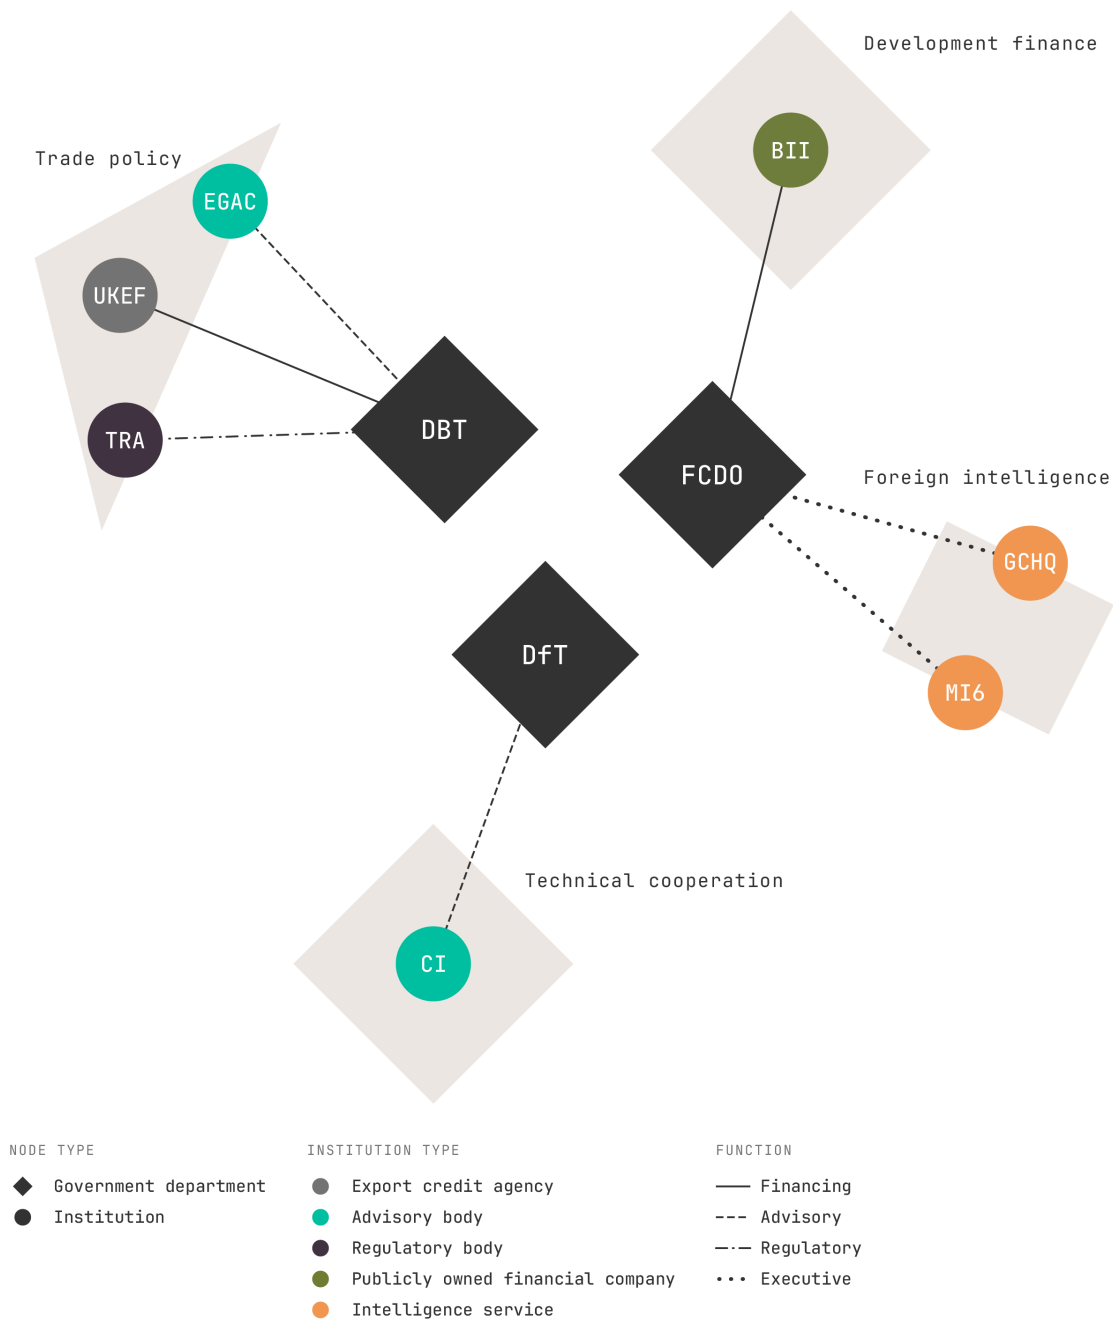 Development finance
BII
Trade policy
EGAC
UKEF
TRA
DBT
FCDO
Foreign intelligence
GCHQ
MI6
DfT
Technical cooperation
CI
NODE TYPE
Government department
Institution
INSTITUTION TYPE
Export credit agency
Advisory body
Regulatory body
Publicly owned financial company
Intelligence service
FUNCTION
Financing
Advisory
Regulatory
Executive